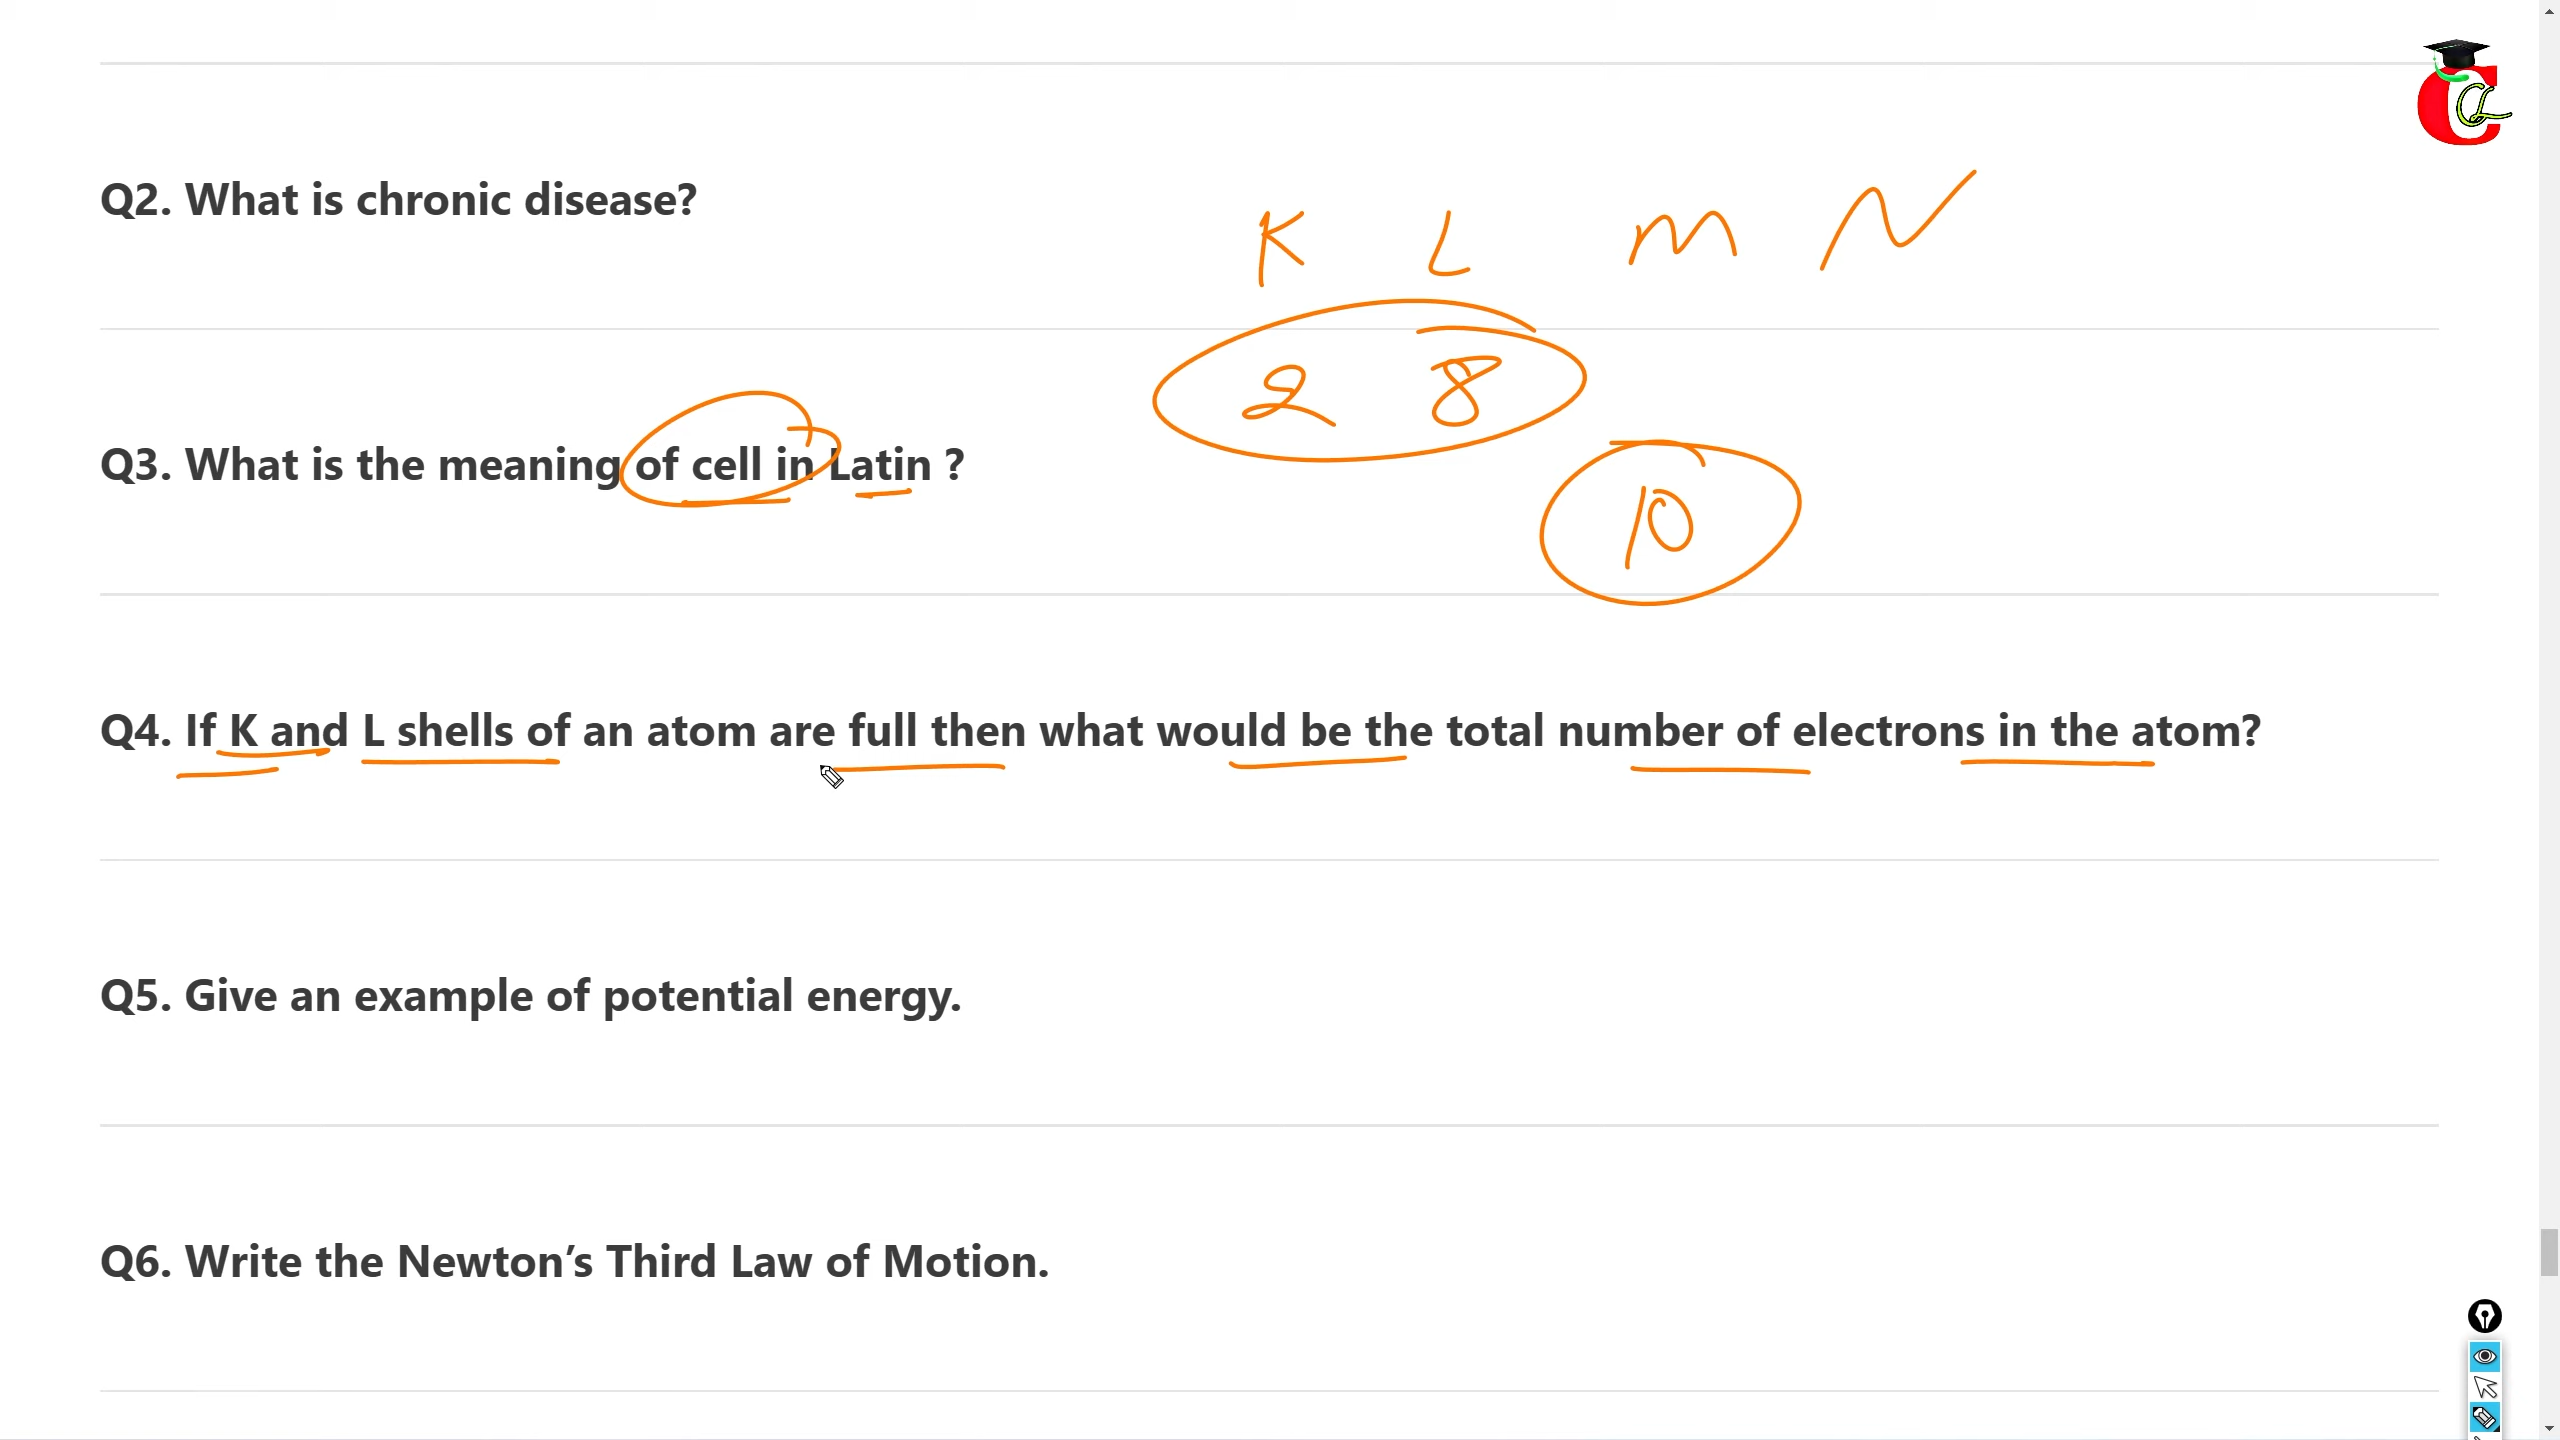 Q2. What is chronic disease?
K L M N
2 8
Q3. What is the meaning of cell in Latin ?
10
Q4. If K and L shells of an atom are full then what would be the total number of electrons in the atom?
Q5. Give an example of potential energy.
Q6. Write the Newton’s Third Law of Motion.